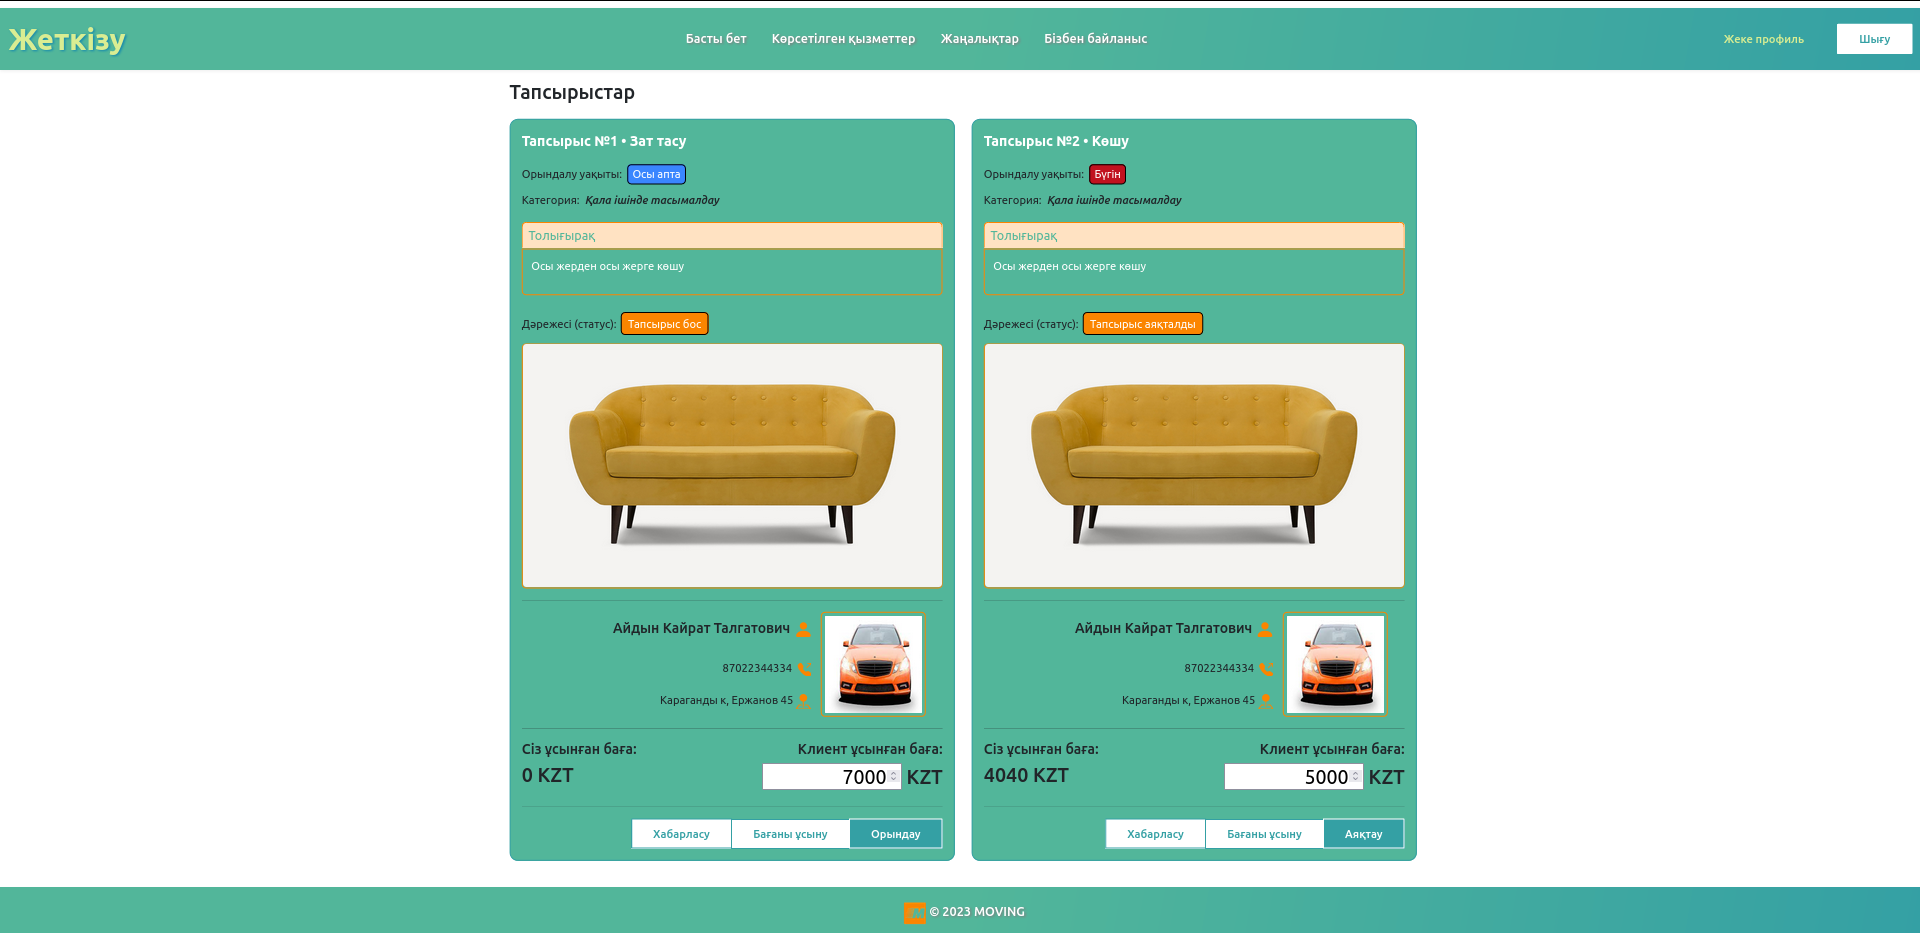 Жеткізу
Басты бет
Көрсетілген қызметтер
Жаңалықтар
Бізбен байланыс
Жеке профиль
Шығу
Тапсырыстар
Тапсырыс №1 • Зат тасу
Орындалу уақыты: Осы апта
Категория: Қала ішінде тасымалдау
Толығырақ
Осы жерден осы жерге көшу
Дәрежесі (статус): Тапсырыс бос
Айдын Кайрат Талгатович
87022344334
Караганды к, Ержанов 45
Сіз ұсынған баға:
0 KZT
Клиент ұсынған баға:
7000 KZT
Хабарласу
Бағаны ұсыну
Орындау
Тапсырыс №2 • Көшу
Орындалу уақыты: Бүгін
Категория: Қала ішінде тасымалдау
Толығырақ
Осы жерден осы жерге көшу
Дәрежесі (статус): Тапсырыс аяқталды
Айдын Кайрат Талгатович
87022344334
Караганды к, Ержанов 45
Сіз ұсынған баға:
4040 KZT
Клиент ұсынған баға:
5000 KZT
Хабарласу
Бағаны ұсыну
Аяқтау
© 2023 MOVING